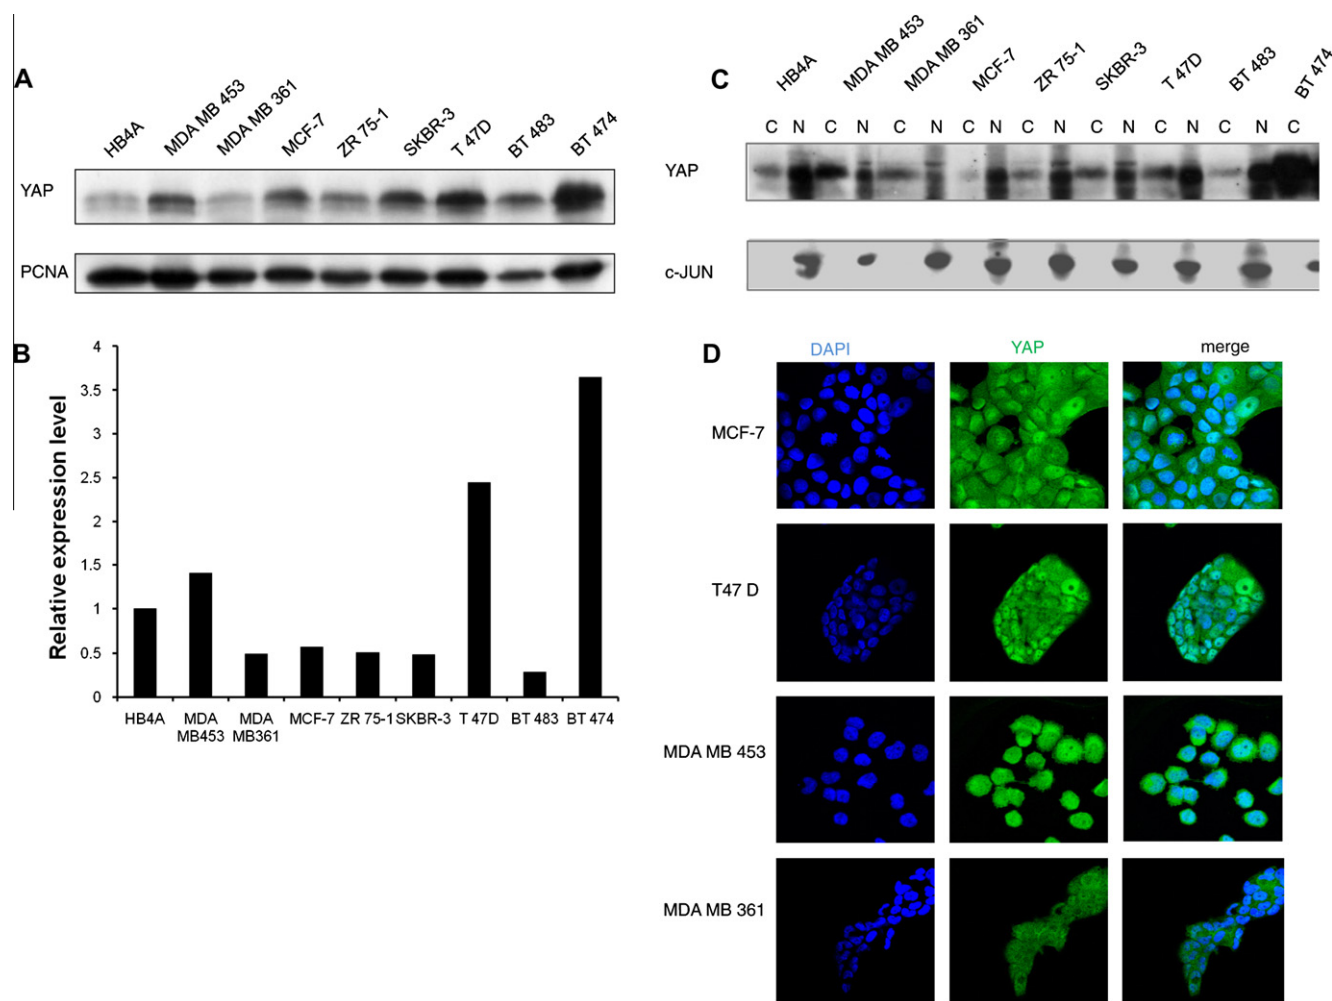 A
HB4A MDA MB 453 MDA MB 361 MCF-7 ZR 75-1 SKBR-3 T 47D BT 483 BT 474
YAP
PCNA
B
Relative expression level
4
3.5
3
2.5
2
1.5
1
0.5
0
HB4A MDA MB453 MDA MB361 MCF-7 ZR 75-1 SKBR-3 T 47D BT 483 BT 474
C
HB4A MDA MB 453 MDA MB 361 MCF-7 ZR 75-1 SKBR-3 T 47D BT 483 BT 474
C N C N C N C N C N C N C N C N C
YAP
c-JUN
D
DAPI YAP merge
MCF-7
T47 D
MDA MB 453
MDA MB 361